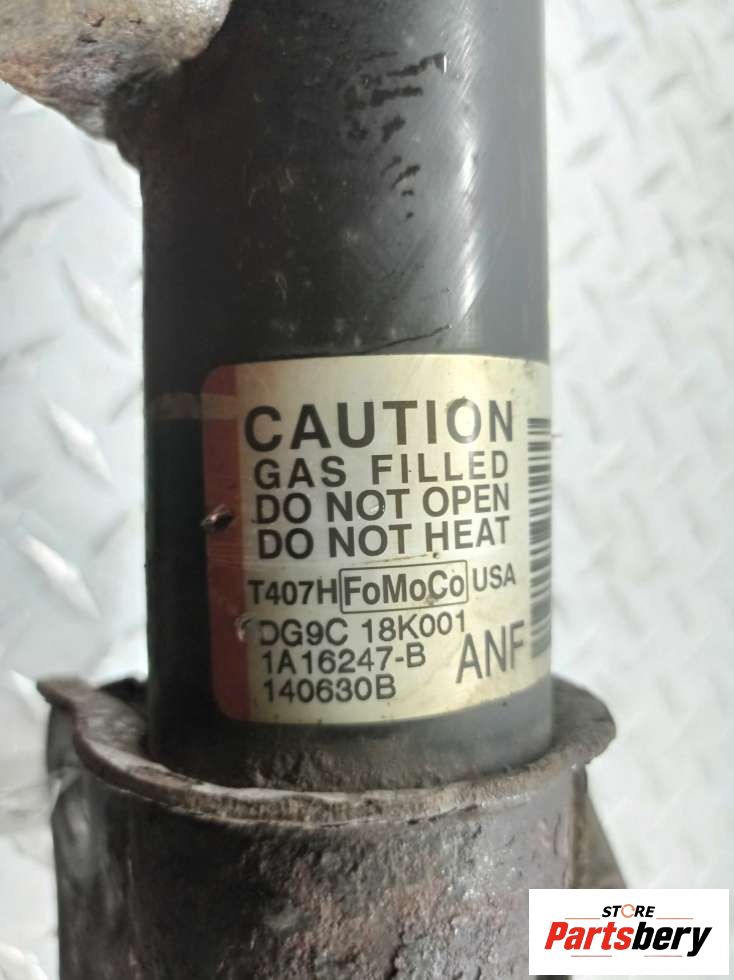 CAUTION
GAS FILLED
DO NOT OPEN
DO NOT HEAT
T407H FoMoCo USA
DG9C 18K001
1A16247-B ANF
140630B
STORE
Partsbery